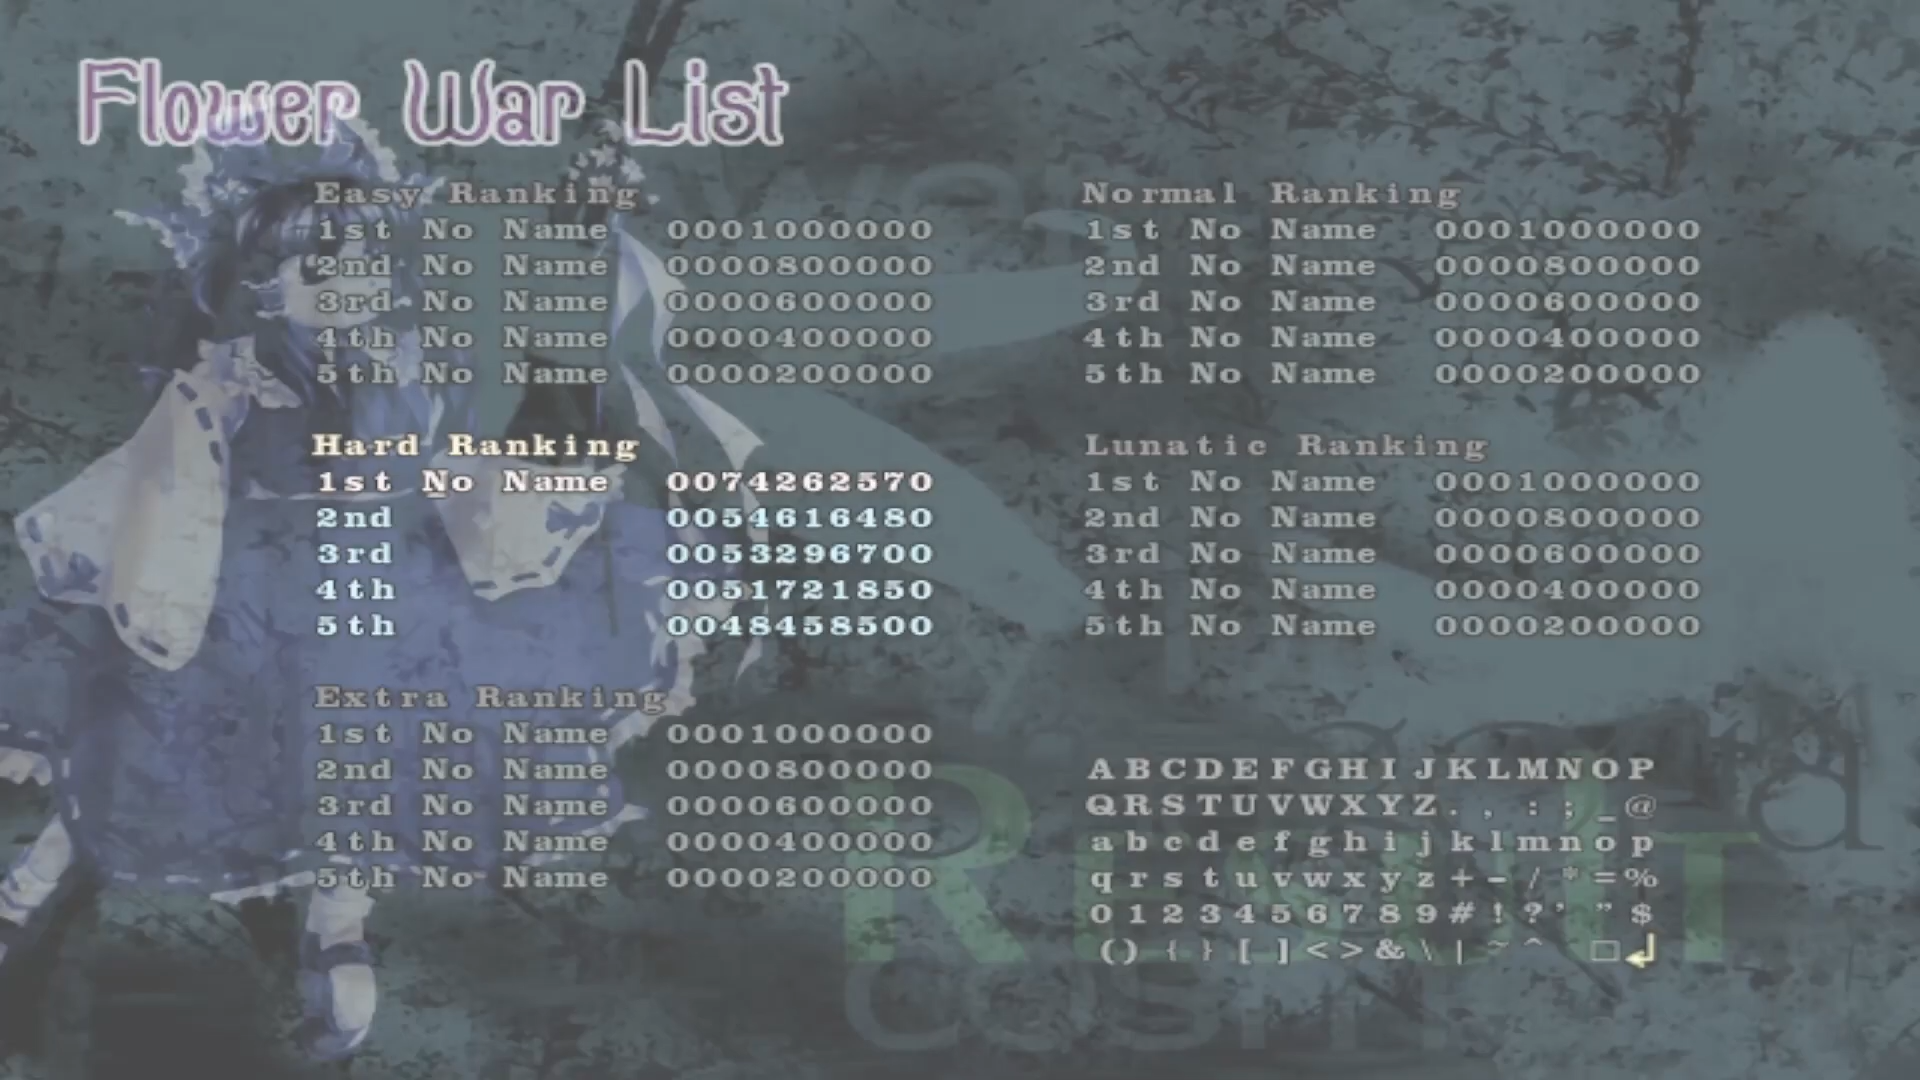 Flower War List
Easy Ranking
1st No Name 0001000000
2nd No Name 0000800000
3rd No Name 0000600000
4th No Name 0000400000
5th No Name 0000200000
Normal Ranking
1st No Name 0001000000
2nd No Name 0000800000
3rd No Name 0000600000
4th No Name 0000400000
5th No Name 0000200000
Hard Ranking
1st No Name 0074262570
2nd 0054616480
3rd 0053296700
4th 0051721850
5th 0048458500
Lunatic Ranking
1st No Name 0001000000
2nd No Name 0000800000
3rd No Name 0000600000
4th No Name 0000400000
5th No Name 0000200000
Extra Ranking
1st No Name 0001000000
2nd No Name 0000800000
3rd No Name 0000600000
4th No Name 0000400000
5th No Name 0000200000
ABCDEFGHIJKLMNOP
QRSTUVWXYZ.,:;_@
abcdefghijklmnop
qrstuvwxyz+-/*=%
0123456789#!?'"$
(){}[]<>&\|~^
Result